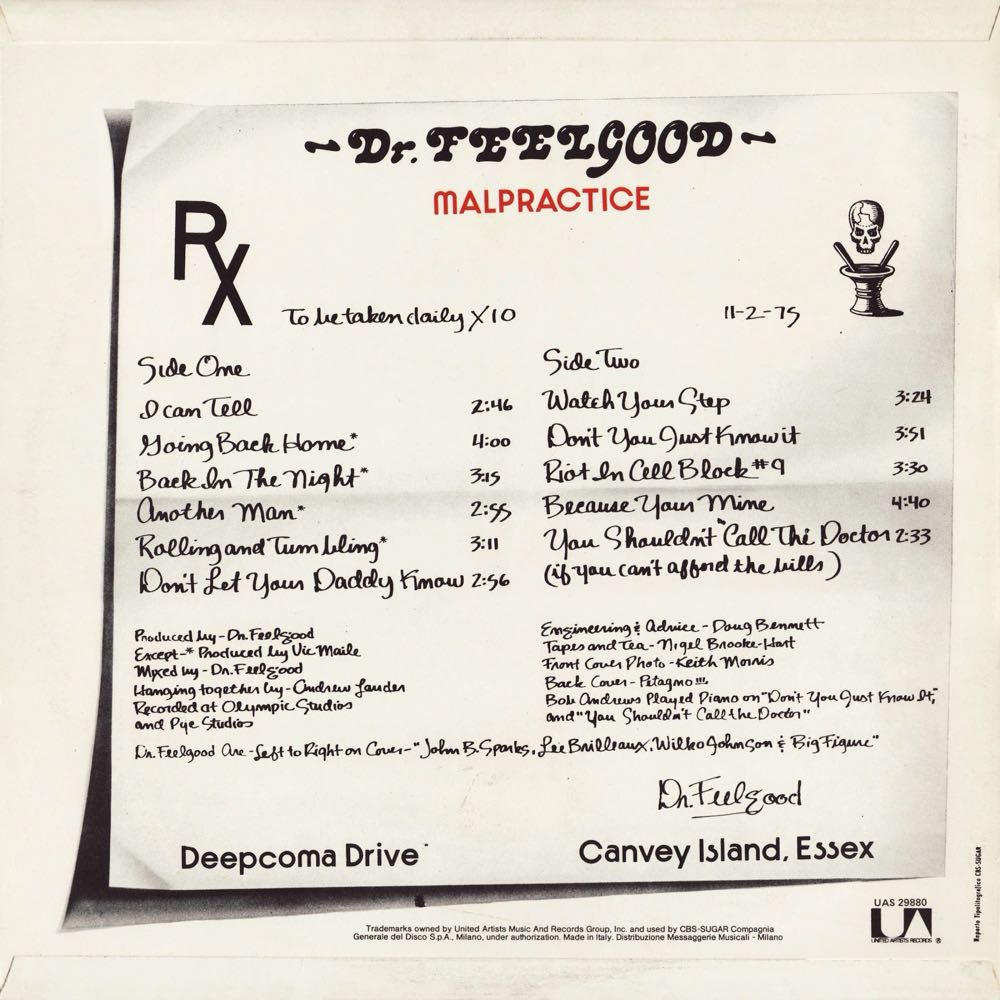 Dr. FEELGOOD
MALPRACTICE
Rx
To be taken daily X10
11-2-75
Side One
I can Tell 2:46
Going Back Home* 4:00
Back In The Night* 3:15
Another Man* 2:55
Rolling and Tumbling* 3:11
Don't Let Your Daddy Know 2:56
Side Two
Watch Your Step 3:24
Don't You Just Know it 3:51
Riot In Cell Block #9 3:30
Because Your Mine 4:40
You Shouldn't "Call The Doctor 2:33
(if you can't afford the bills)
Produced by - Dr. Feelgood
Except-* Produced by Vic Maile
Mixed by - Dr. Feelgood
Hanging together by - Andrew Lauder
Recorded at Olympic Studios
and Pye Studios
Engineering & Advice - Doug Bennett
Tapes and Tea - Nigel Brooke-Hart
Front Cover Photo - Keith Morris
Back Cover - Petagno !!!
Bob Andrews Played Piano on "Don't You Just Know It,"
and "You Shouldn't Call the Doctor"
Dr. Feelgood Are - Left to Right on Cover - "John B. Sparks, Lee Brilleaux, Wilko Johnson & Big Figure"
Dr. Feelgood
Deepcoma Drive
Canvey Island, Essex
UAS 29880
UA
UNITED ARTISTS RECORDS ®
Trademarks owned by United Artists Music And Records Group, Inc. and used by CBS-SUGAR Compagnia
Generale del Disco S.p.A., Milano, under authorization. Made in Italy. Distribuzione Messaggerie Musicali - Milano
Reparto Tipolitografico CBS-SUGAR